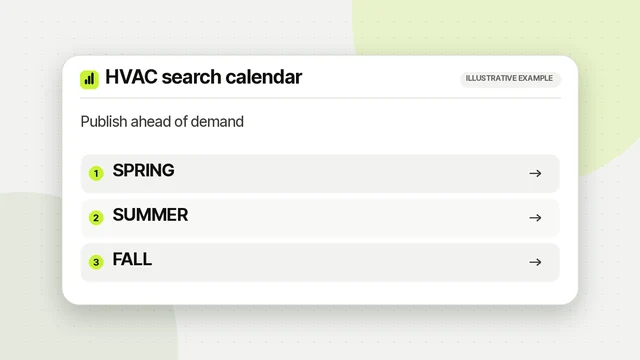 HVAC search calendar
ILLUSTRATIVE EXAMPLE
Publish ahead of demand
1 SPRING →
2 SUMMER →
3 FALL →